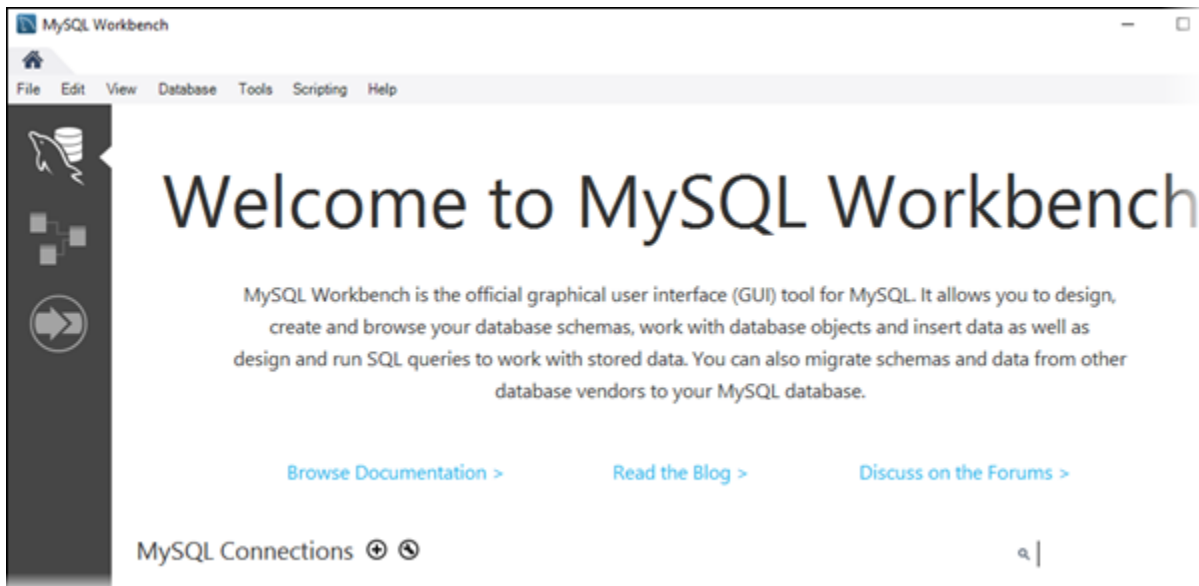 MySQL Workbench
File Edit View Database Tools Scripting Help
Welcome to MySQL Workbench
MySQL Workbench is the official graphical user interface (GUI) tool for MySQL. It allows you to design,
create and browse your database schemas, work with database objects and insert data as well as
design and run SQL queries to work with stored data. You can also migrate schemas and data from other
database vendors to your MySQL database.
Browse Documentation > Read the Blog > Discuss on the Forums >
MySQL Connections